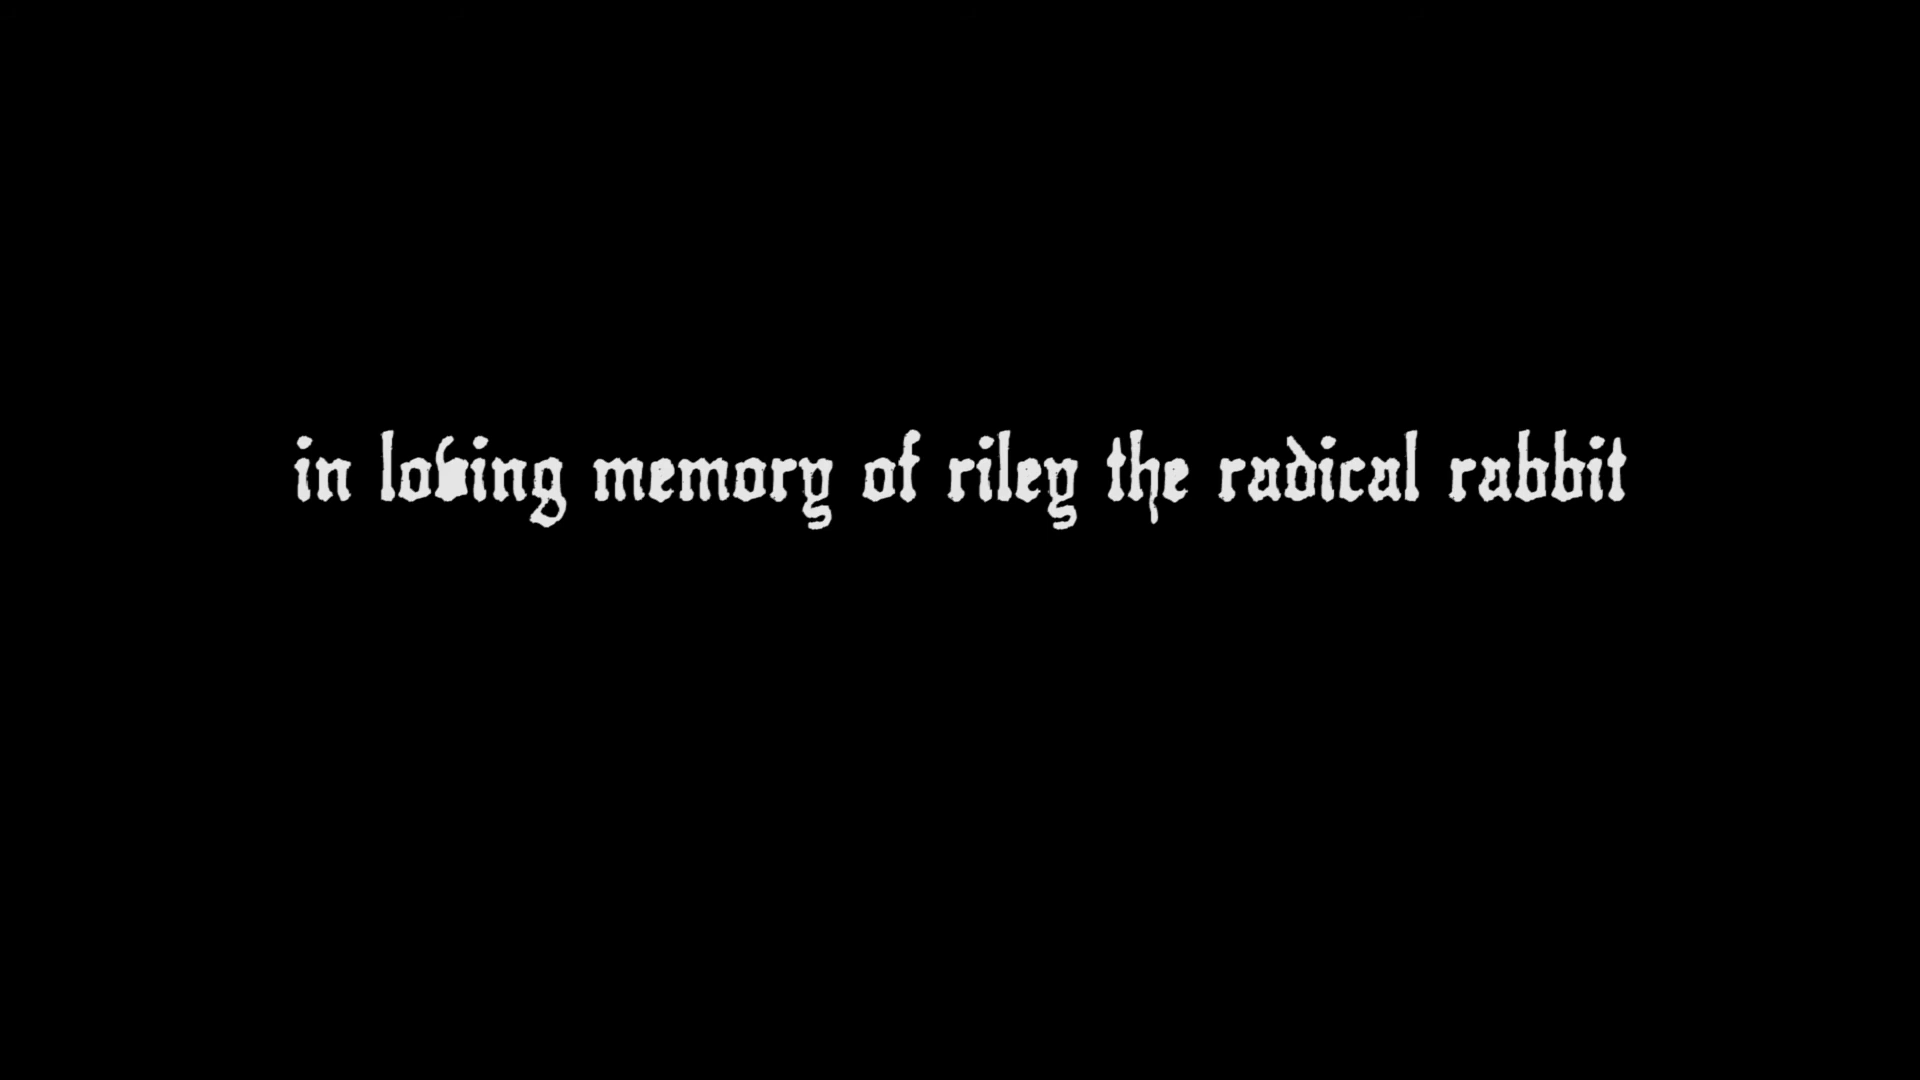 in loving memory of riley the radical rabbit